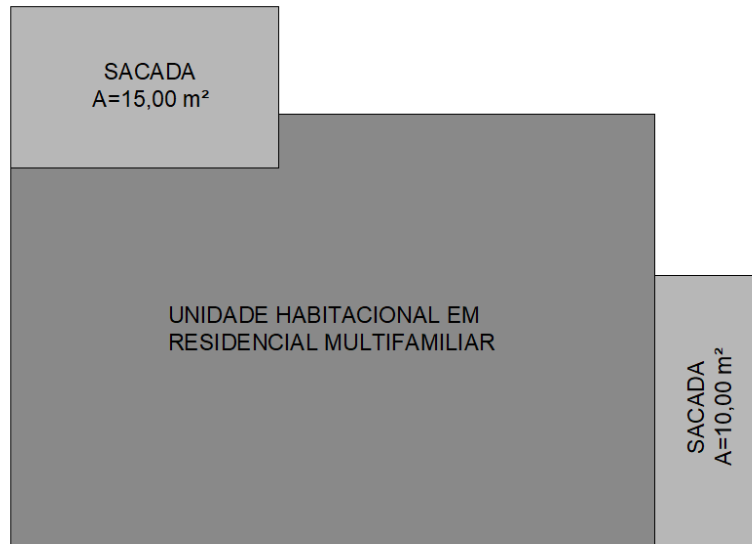 SACADA
A=15,00 m²
UNIDADE HABITACIONAL EM
RESIDENCIAL MULTIFAMILIAR
SACADA
A=10,00 m²